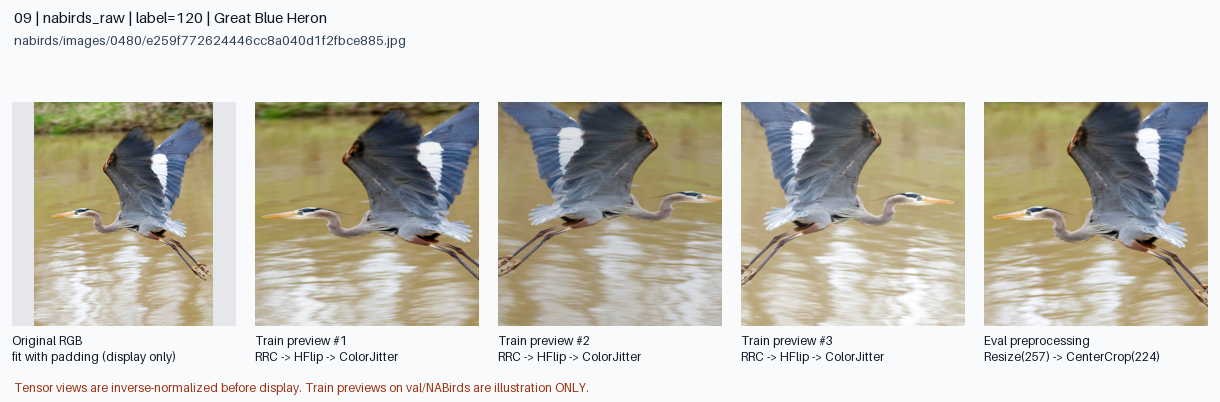 09 | nabirds_raw | label=120 | Great Blue Heron
nabirds/images/0480/e259f772624446cc8a040d1f2fbce885.jpg
Original RGB
fit with padding (display only)
Train preview #1
RRC -> HFlip -> ColorJitter
Train preview #2
RRC -> HFlip -> ColorJitter
Train preview #3
RRC -> HFlip -> ColorJitter
Eval preprocessing
Resize(257) -> CenterCrop(224)
Tensor views are inverse-normalized before display. Train previews on val/NABirds are illustration ONLY.